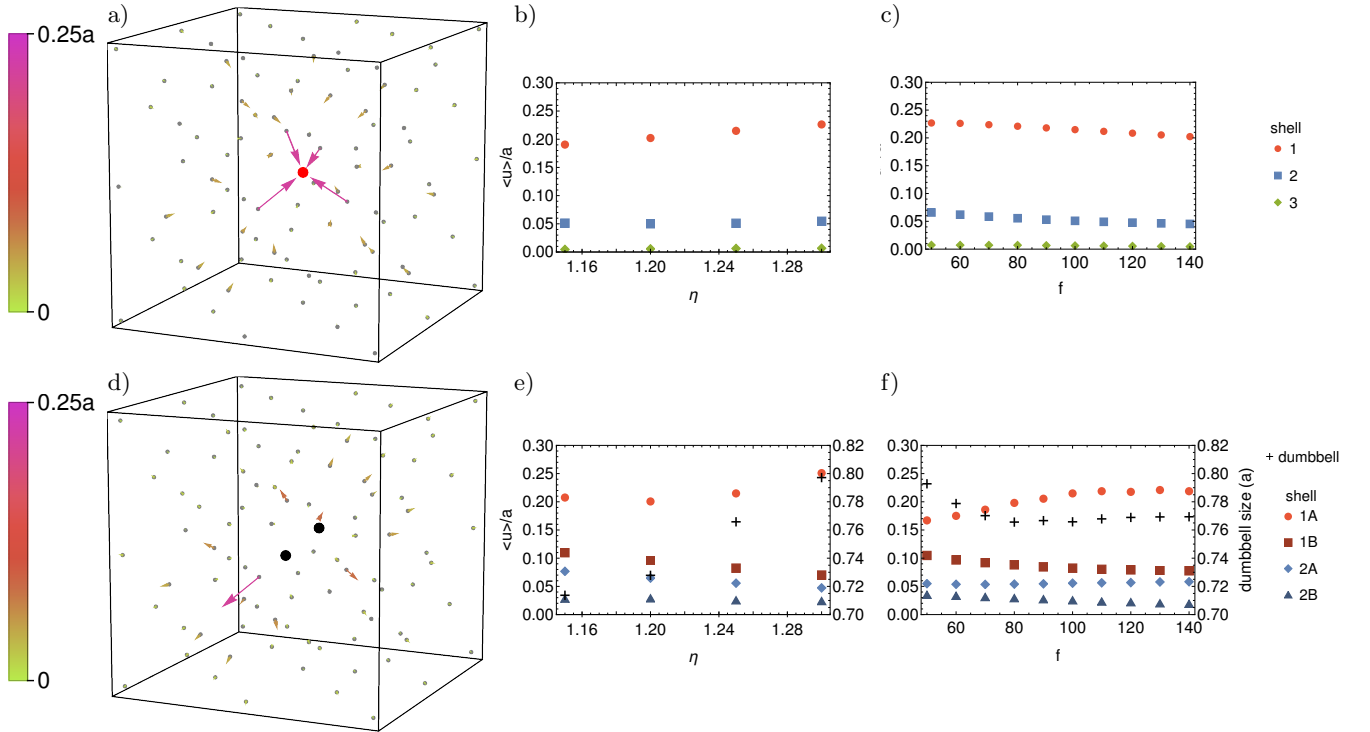 a)
0.25a
0
b)
0.30
0.25
0.20
0.15
0.10
0.05
0.00
<u>/a
1.16 1.20 1.24 1.28
η
c)
0.30
0.25
0.20
0.15
0.10
0.05
0.00
60 80 100 120 140
f
shell
1
2
3
d)
0.25a
0
e)
0.30
0.25
0.20
0.15
0.10
0.05
0.00
<u>/a
0.82
0.80
0.78
0.76
0.74
0.72
0.70
1.16 1.20 1.24 1.28
η
f)
0.30
0.25
0.20
0.15
0.10
0.05
0.00
0.82
0.80
0.78
0.76
0.74
0.72
0.70
dumbbell size (a)
60 80 100 120 140
f
+ dumbbell
shell
1A
1B
2A
2B